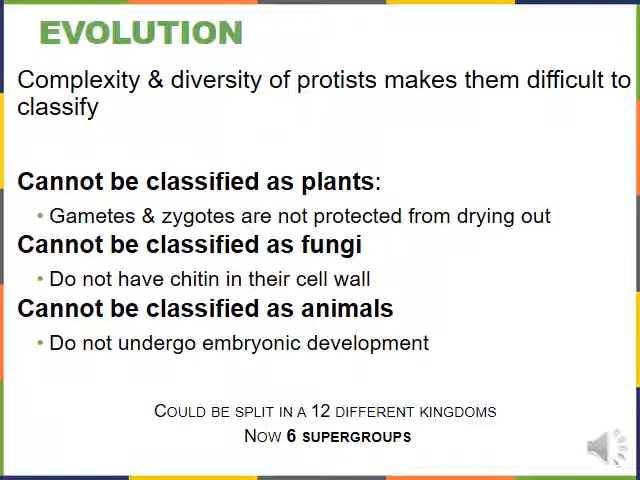 EVOLUTION
Complexity & diversity of protists makes them difficult to
classify
Cannot be classified as plants:
• Gametes & zygotes are not protected from drying out
Cannot be classified as fungi
• Do not have chitin in their cell wall
Cannot be classified as animals
• Do not undergo embryonic development
COULD BE SPLIT IN A 12 DIFFERENT KINGDOMS
NOW 6 SUPERGROUPS